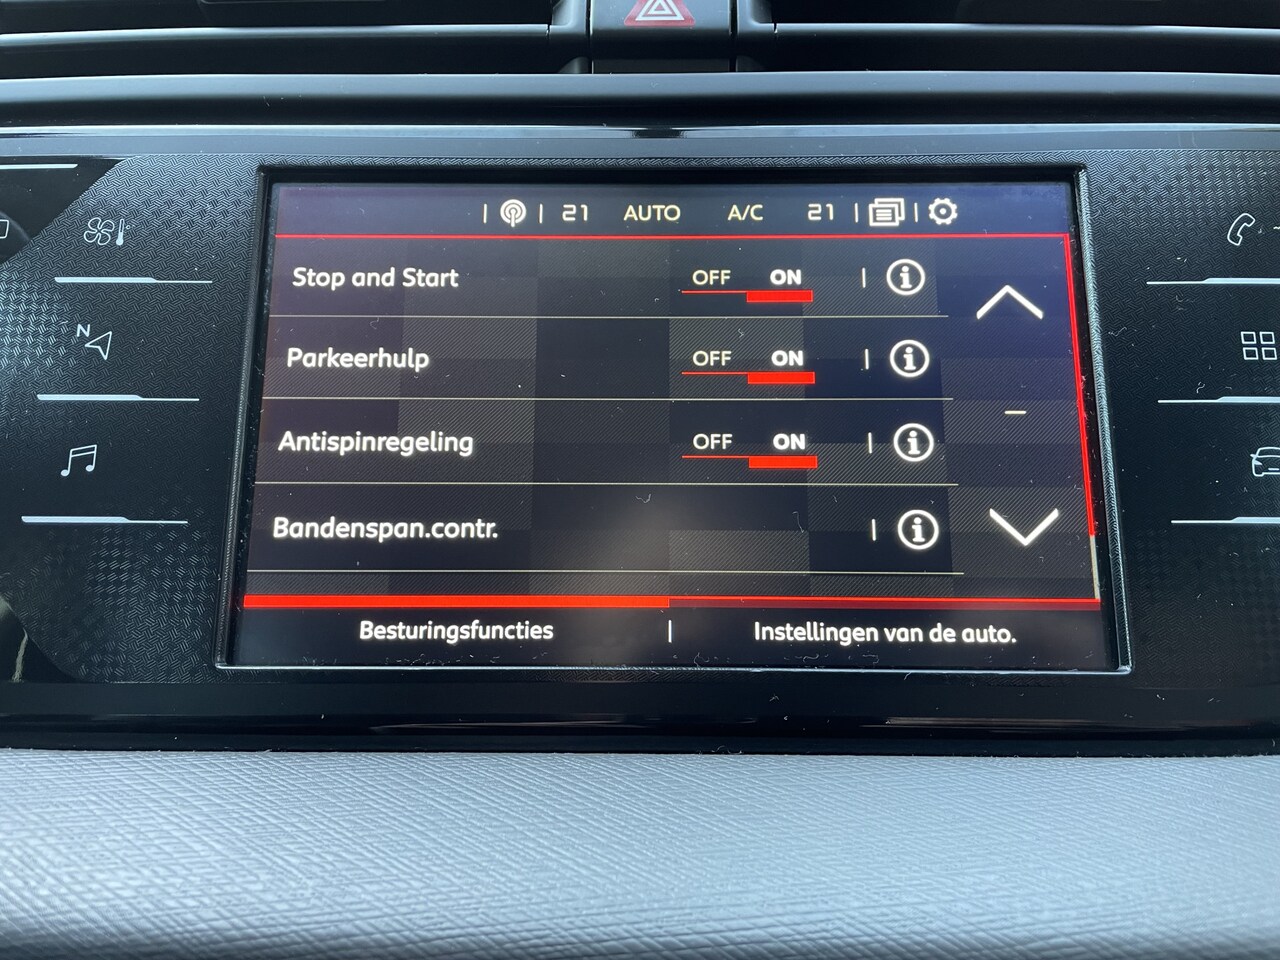 21 AUTO A/C 21
Stop and Start OFF ON
Parkeerhulp OFF ON
Antispinregeling OFF ON
Bandenspan.contr.
Besturingsfuncties | Instellingen van de auto.
N